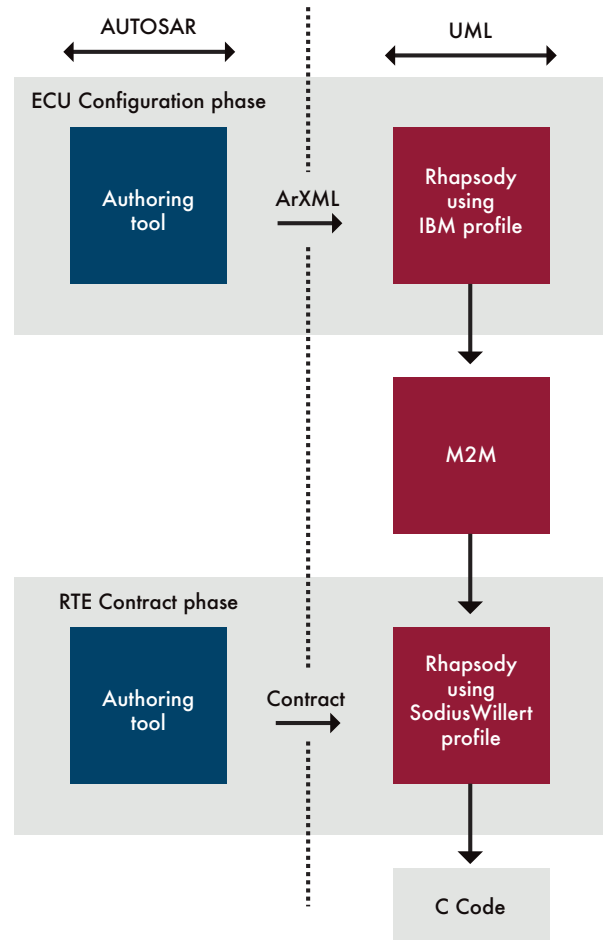 AUTOSAR
UML
ECU Configuration phase
Authoring
tool
ArXML
Rhapsody
using
IBM profile
M2M
RTE Contract phase
Authoring
tool
Contract
Rhapsody
using
SodiusWillert
profile
C Code